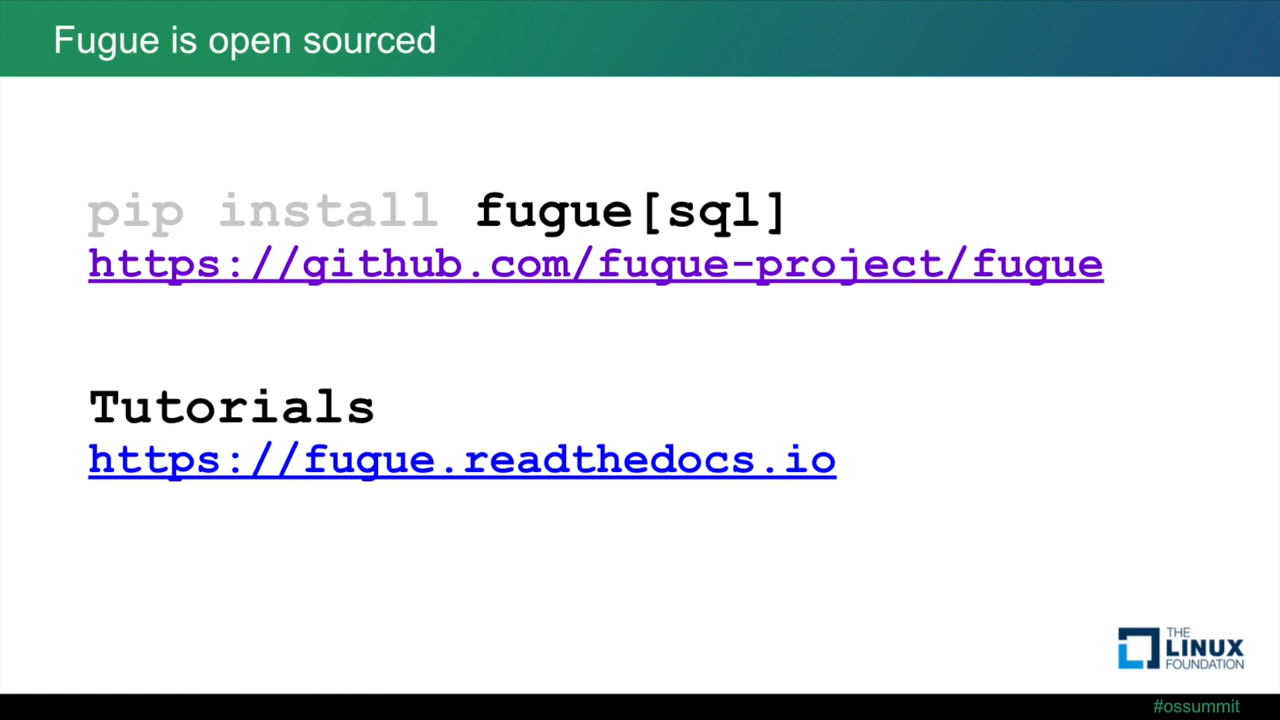 Fugue is open sourced
pip install fugue[sql]
https://github.com/fugue-project/fugue
Tutorials
https://fugue.readthedocs.io
THE
LINUX
FOUNDATION
#ossummit